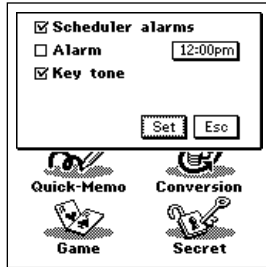 Scheduler alarms
Alarm 12:00pm
Key tone
Set Esc
Quick-Memo Conversion
Game Secret